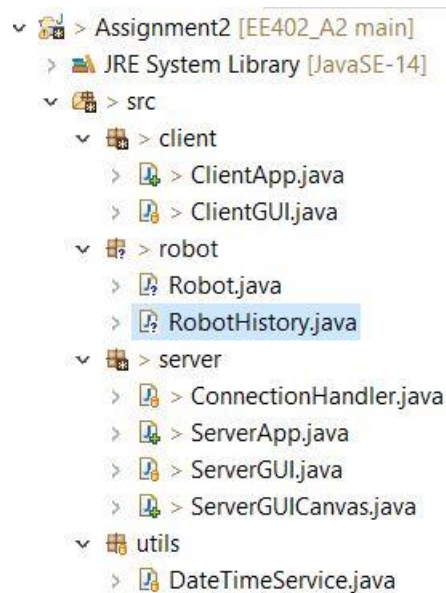 > Assignment2 [EE402_A2 main]
JRE System Library [JavaSE-14]
> src
> client
> ClientApp.java
> ClientGUI.java
> robot
Robot.java
RobotHistory.java
> server
> ConnectionHandler.java
> ServerApp.java
> ServerGUI.java
> ServerGUICanvas.java
utils
DateTimeService.java